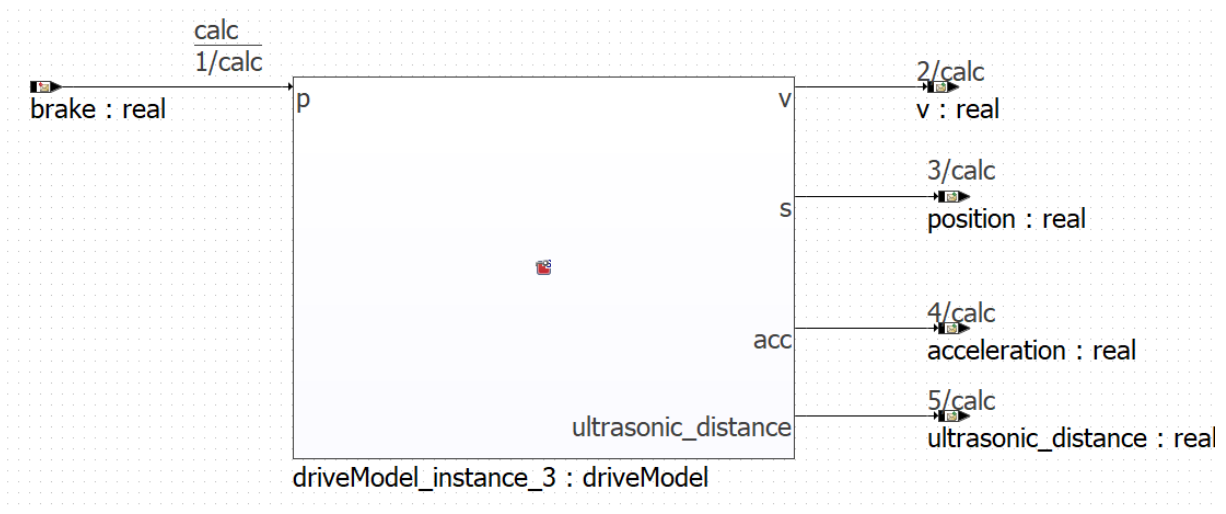 calc
1/calc
brake : real
p
v
2/calc
v : real
s
3/calc
position : real
acc
4/calc
acceleration : real
ultrasonic_distance
5/calc
ultrasonic_distance : real
driveModel_instance_3 : driveModel